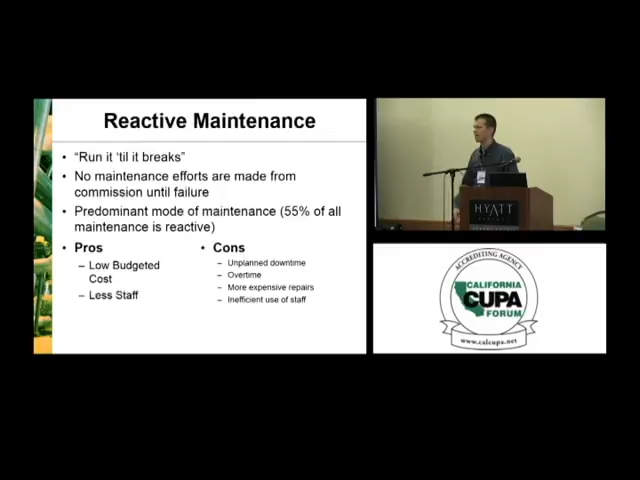 Reactive Maintenance
• "Run it 'til it breaks"
• No maintenance efforts are made from
commission until failure
• Predominant mode of maintenance (55% of all
maintenance is reactive)
• Pros
– Low Budgeted
Cost
– Less Staff
• Cons
– Unplanned downtime
– Overtime
– More expensive repairs
– Inefficient use of staff
HYATT
ACCREDITING AGENCY
CALIFORNIA
CUPA
FORUM
www.calcupa.net